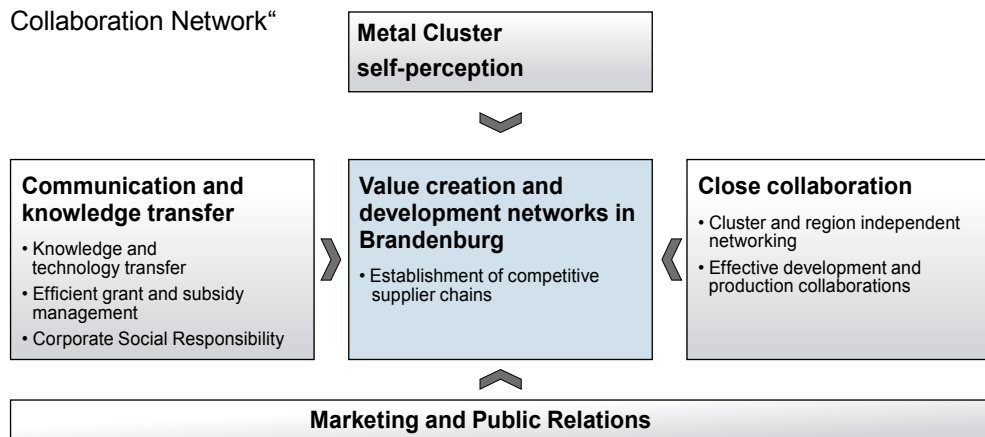 Collaboration Network“
Metal Cluster
self-perception
Communication and
knowledge transfer
• Knowledge and
technology transfer
• Efficient grant and subsidy
management
• Corporate Social Responsibility
Value creation and
development networks in
Brandenburg
• Establishment of competitive
supplier chains
Close collaboration
• Cluster and region independent
networking
• Effective development and
production collaborations
Marketing and Public Relations